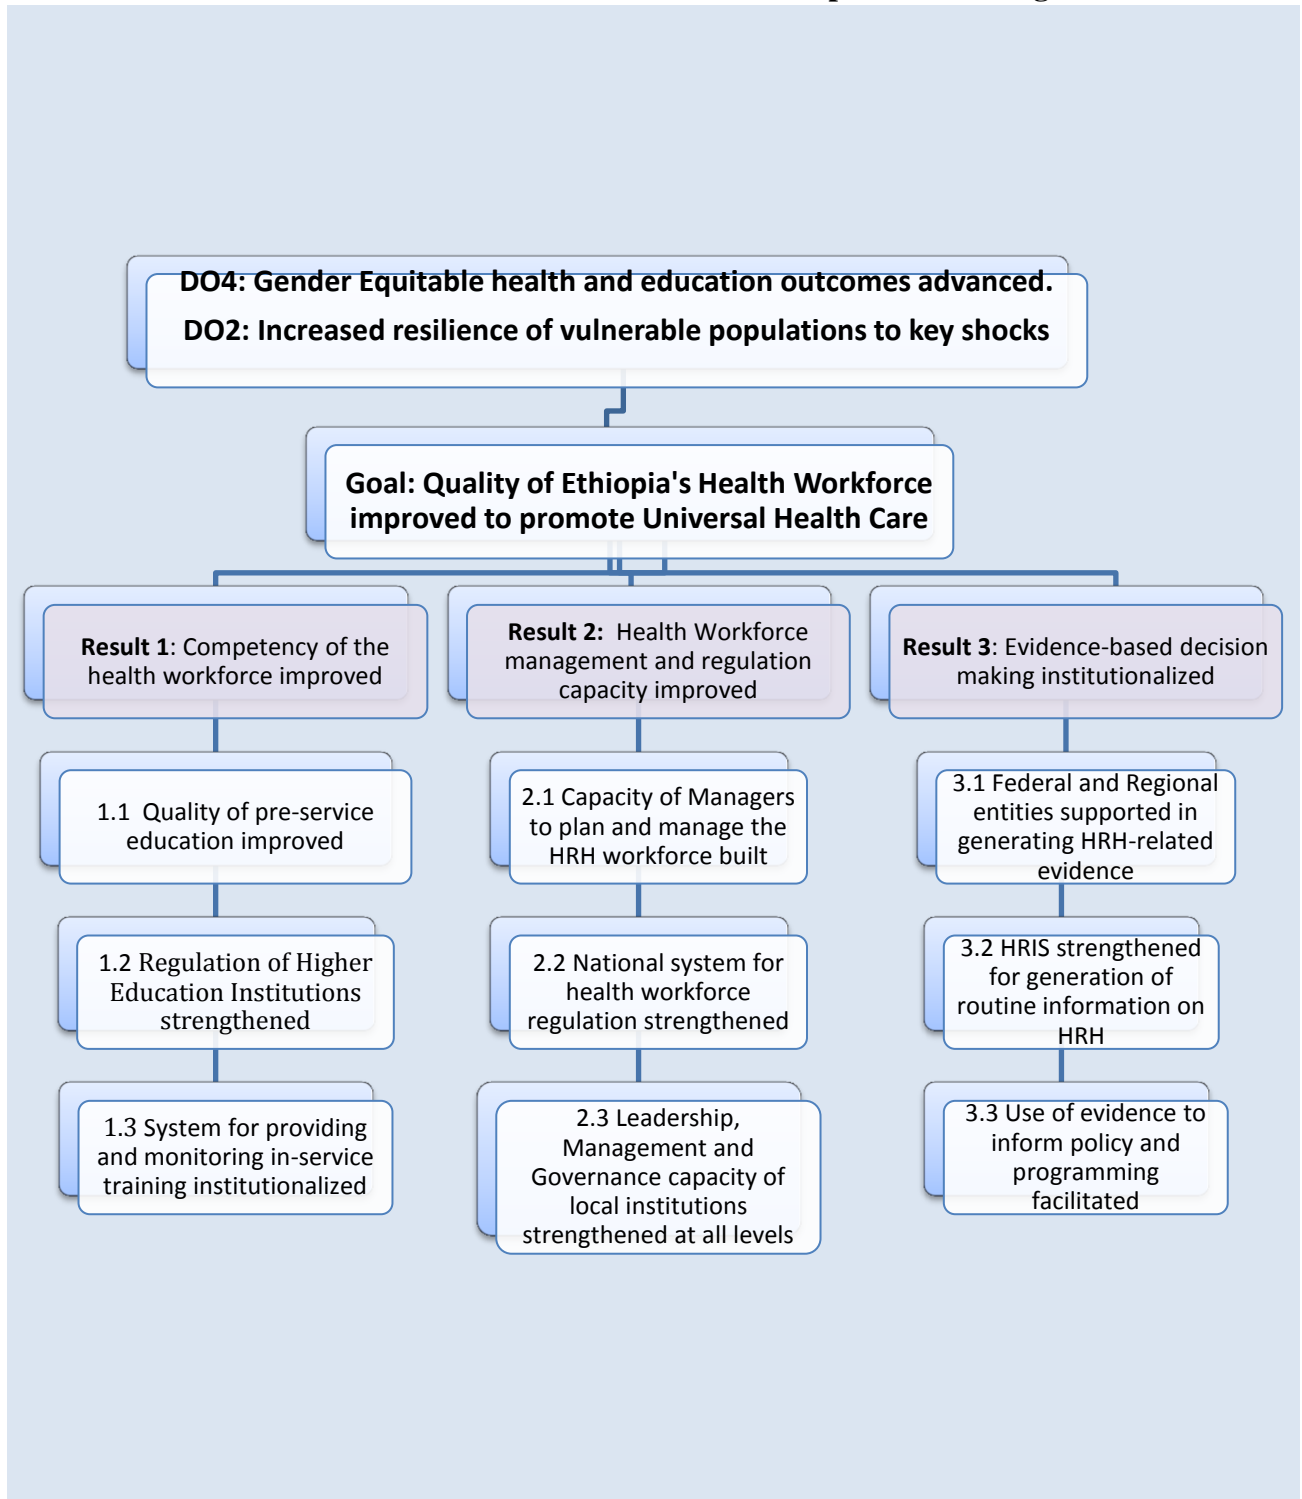 DO4: Gender Equitable health and education outcomes advanced.
DO2: Increased resilience of vulnerable populations to key shocks
Goal: Quality of Ethiopia's Health Workforce
improved to promote Universal Health Care
Result 1: Competency of the
health workforce improved
Result 2: Health Workforce
management and regulation
capacity improved
Result 3: Evidence-based decision
making institutionalized
1.1 Quality of pre-service
education improved
2.1 Capacity of Managers
to plan and manage the
HRH workforce built
3.1 Federal and Regional
entities supported in
generating HRH-related
evidence
1.2 Regulation of Higher
Education Institutions
strengthened
2.2 National system for
health workforce
regulation strengthened
3.2 HRIS strengthened
for generation of
routine information on
HRH
1.3 System for providing
and monitoring in-service
training institutionalized
2.3 Leadership,
Management and
Governance capacity of
local institutions
strengthened at all levels
3.3 Use of evidence to
inform policy and
programming
facilitated